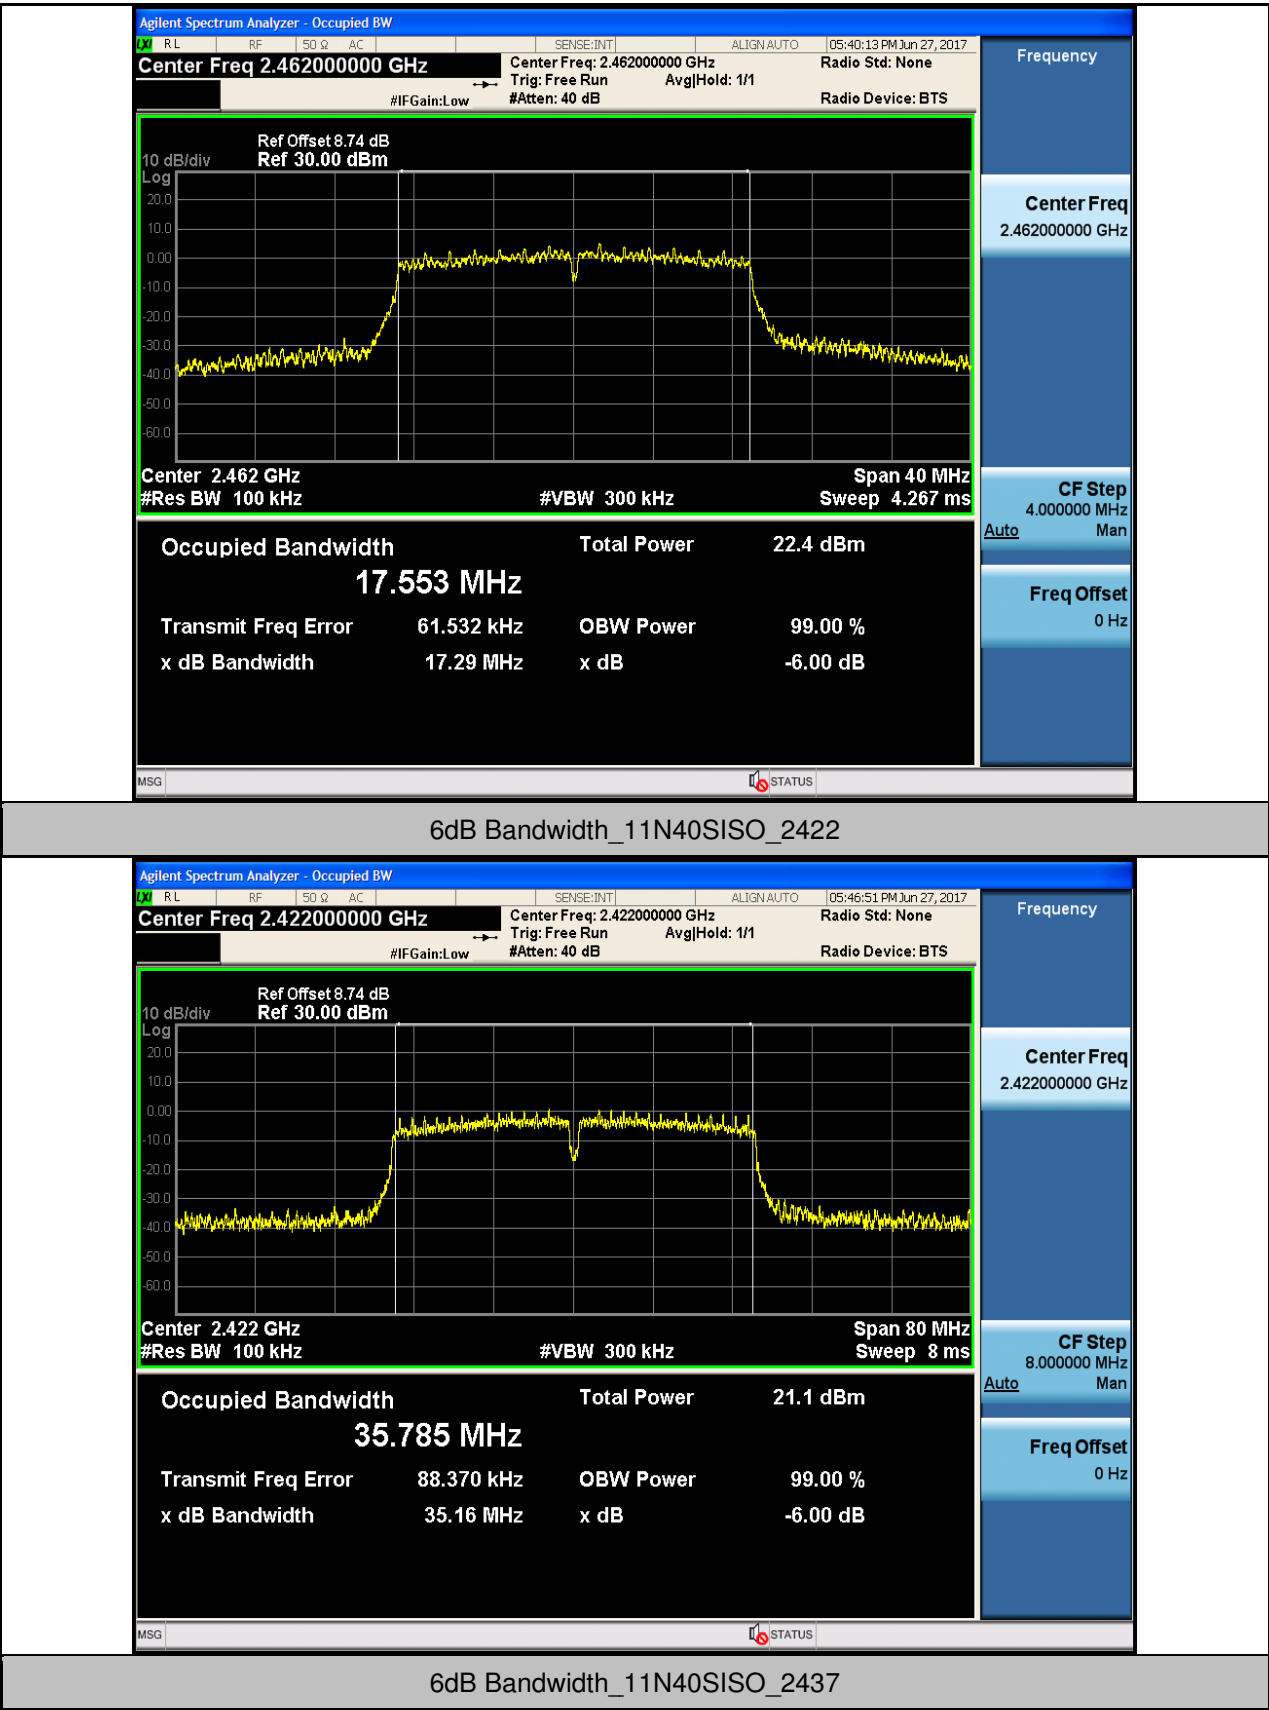 Agilent Spectrum Analyzer - Occupied BW
LXI RL RF 50 Ω AC SENSE:INT ALIGN AUTO 05:40:13 PM Jun 27, 2017
Center Freq 2.462000000 GHz
Center Freq: 2.462000000 GHz
Radio Std: None
Trig: Free Run Avg|Hold: 1/1
#IFGain:Low #Atten: 40 dB Radio Device: BTS
Frequency
Ref Offset 8.74 dB
10 dB/div Ref 30.00 dBm
Log
20.0
10.0
0.00
-10.0
-20.0
-30.0
-40.0
-50.0
-60.0
Center Freq
2.462000000 GHz
Center 2.462 GHz Span 40 MHz
#Res BW 100 kHz #VBW 300 kHz Sweep 4.267 ms
CF Step
4.000000 MHz
Auto Man
Occupied Bandwidth Total Power 22.4 dBm
17.553 MHz
Freq Offset
0 Hz
Transmit Freq Error 61.532 kHz OBW Power 99.00 %
x dB Bandwidth 17.29 MHz x dB -6.00 dB
MSG STATUS
6dB Bandwidth_11N40SISO_2422
Agilent Spectrum Analyzer - Occupied BW
LXI RL RF 50 Ω AC SENSE:INT ALIGN AUTO 05:46:51 PM Jun 27, 2017
Center Freq 2.422000000 GHz
Center Freq: 2.422000000 GHz
Radio Std: None
Trig: Free Run Avg|Hold: 1/1
#IFGain:Low #Atten: 40 dB Radio Device: BTS
Frequency
Ref Offset 8.74 dB
10 dB/div Ref 30.00 dBm
Log
20.0
10.0
0.00
-10.0
-20.0
-30.0
-40.0
-50.0
-60.0
Center Freq
2.422000000 GHz
Center 2.422 GHz Span 80 MHz
#Res BW 100 kHz #VBW 300 kHz Sweep 8 ms
CF Step
8.000000 MHz
Auto Man
Occupied Bandwidth Total Power 21.1 dBm
35.785 MHz
Freq Offset
0 Hz
Transmit Freq Error 88.370 kHz OBW Power 99.00 %
x dB Bandwidth 35.16 MHz x dB -6.00 dB
MSG STATUS
6dB Bandwidth_11N40SISO_2437